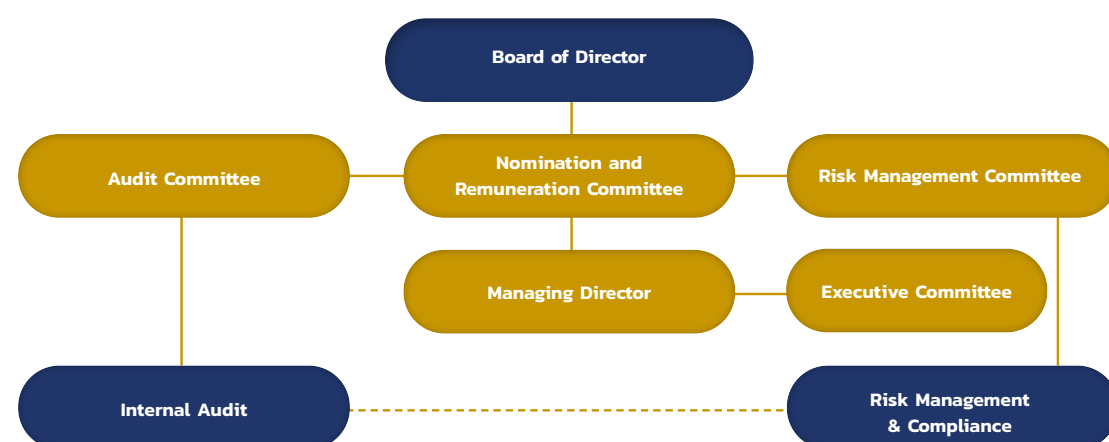 Board of Director
Audit Committee
Nomination and
Remuneration Committee
Risk Management Committee
Managing Director
Executive Committee
Internal Audit
Risk Management
& Compliance